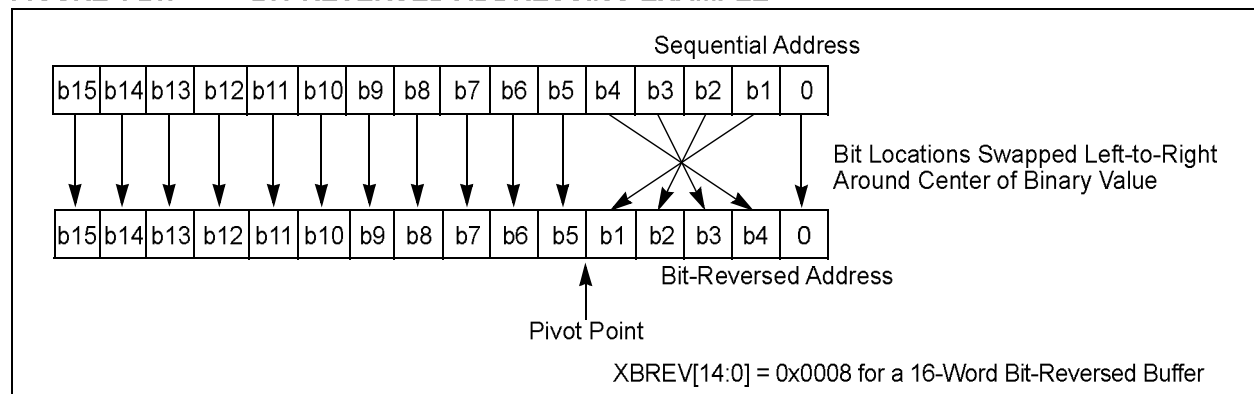 Sequential Address
b15 b14 b13 b12 b11 b10 b9 b8 b7 b6 b5 b4 b3 b2 b1 0
Bit Locations Swapped Left-to-Right
Around Center of Binary Value
b15 b14 b13 b12 b11 b10 b9 b8 b7 b6 b5 b1 b2 b3 b4 0
Bit-Reversed Address
Pivot Point
XBREV[14:0] = 0x0008 for a 16-Word Bit-Reversed Buffer